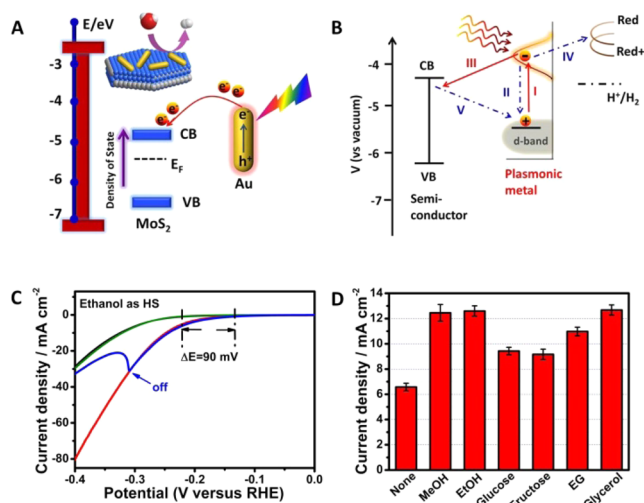 A
E/eV
-3
-4
-5
-6
-7
Density of State
CB
E_F
VB
MoS₂
e⁻
e⁻
e⁻
e⁻
h⁺
Au
B
V (vs vacuum)
-4
-5
-6
-7
CB
VB
Semi-
conductor
III
II
I
IV
V
d-band
Plasmonic
metal
Red
Red+
H⁺/H₂
C
Ethanol as HS
ΔE=90 mV
off
Current density / mA cm⁻²
0
-20
-40
-60
-80
-0.4
-0.3
-0.2
-0.1
0.0
Potential (V versus RHE)
D
Current density / mA cm⁻²
14
12
10
8
6
4
2
0
None
MeOH
EtOH
Glucose
Fructose
EG
Glycerol